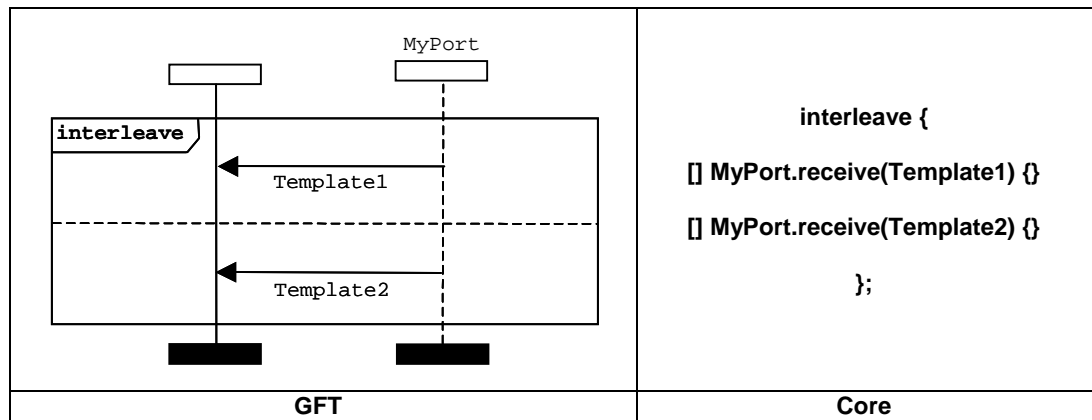 MyPort
interleave
Template1
Template2
interleave {
[] MyPort.receive(Template1) {}
[] MyPort.receive(Template2) {}
};
GFT
Core